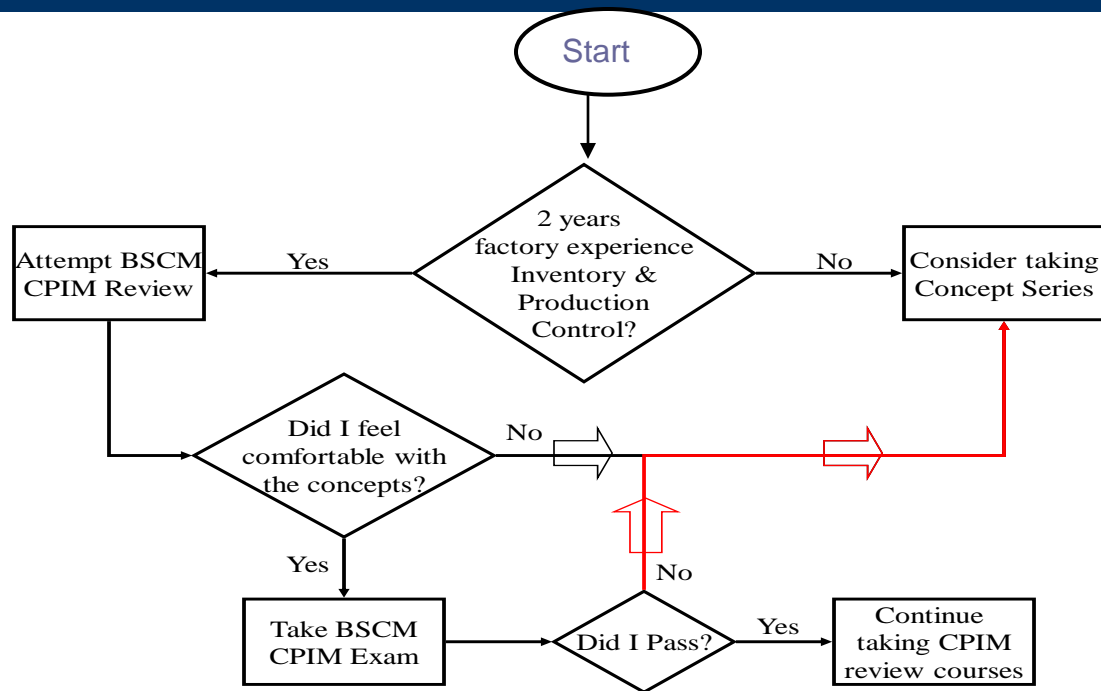 Start
2 years
factory experience
Inventory &
Production
Control?
Yes
No
Attempt BSCM
CPIM Review
Consider taking
Concept Series
Did I feel
comfortable with
the concepts?
No
Yes
No
Take BSCM
CPIM Exam
Did I Pass?
Yes
Continue
taking CPIM
review courses